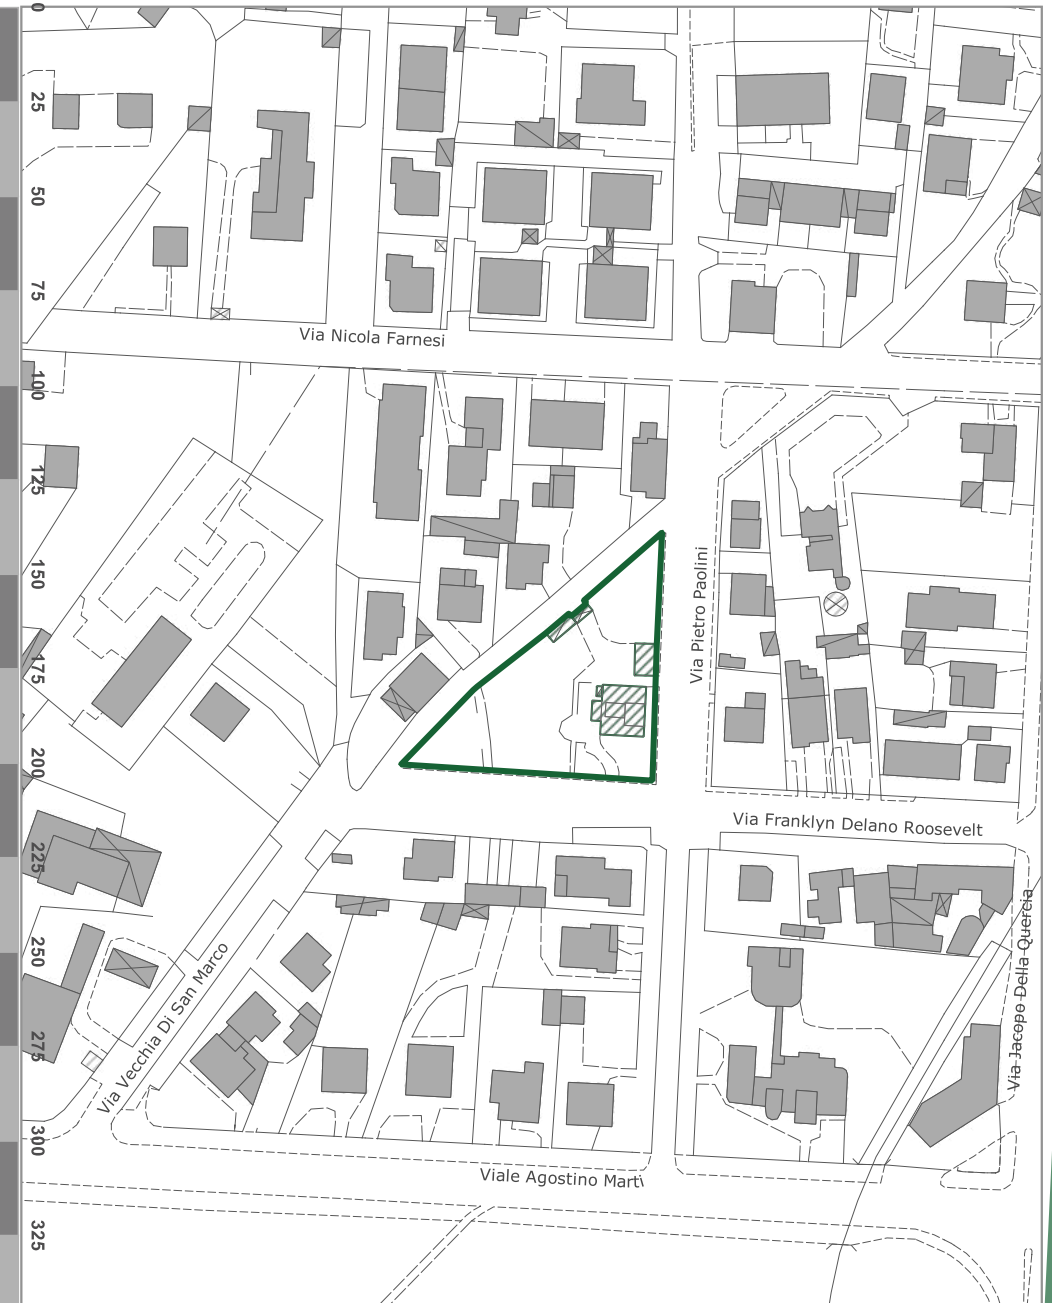 0
25
50
75
Via Nicola Farnesi
100
125
150
Via Pietro Paolini
175
200
Via Franklyn Delano Roosevelt
225
Via Jacopo Della Quercia
250
Via Vecchia Di San Marco
275
300
Viale Agostino Marti
325